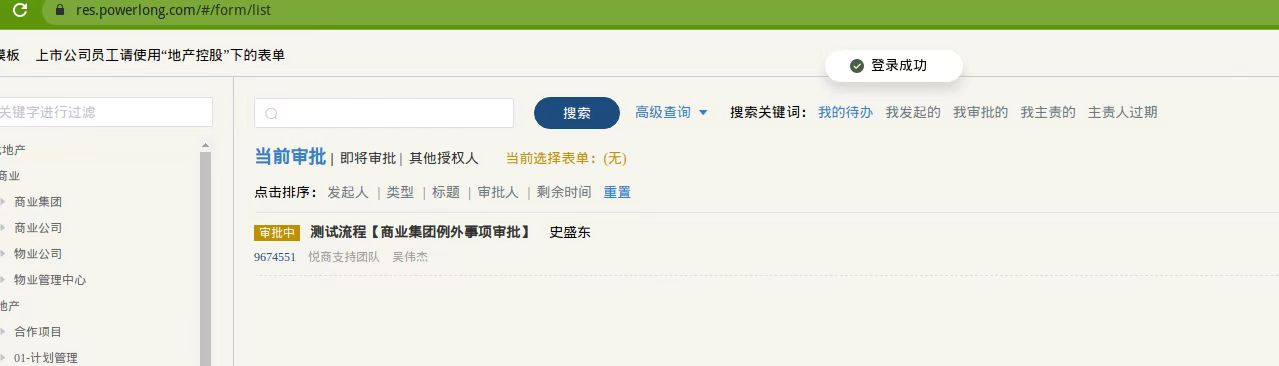 res.powerlong.com/#/form/list
模板 上市公司员工请使用“地产控股”下的表单
登录成功
关键字进行过滤
搜索 高级查询 搜索关键词： 我的待办 我发起的 我审批的 我主责的 主责人过期
地产
当前审批 | 即将审批 | 其他授权人 当前选择表单：(无)
商业
点击排序： 发起人 | 类型 | 标题 | 审批人 | 剩余时间 重置
商业集团
商业公司
审批中 测试流程【商业集团例外事项审批】 史盛东
物业公司
9674551 悦商支持团队 吴伟杰
物业管理中心
地产
合作项目
01-计划管理